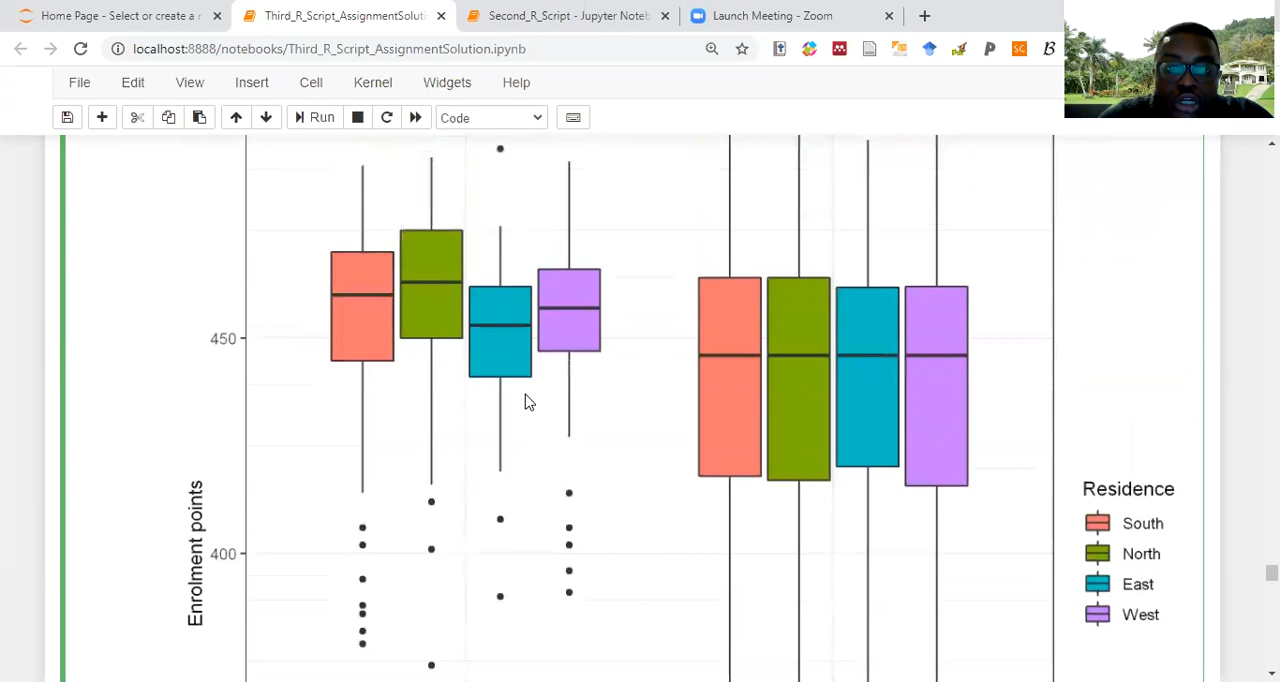 Home Page - Select or create a r
Third_R_Script_AssignmentSoluti
Second_R_Script - Jupyter Noteb
Launch Meeting - Zoom
localhost:8888/notebooks/Third_R_Script_AssignmentSolution.ipynb
SC
File Edit View Insert Cell Kernel Widgets Help
Run Code
450
400
Enrolment points
Residence
South
North
East
West